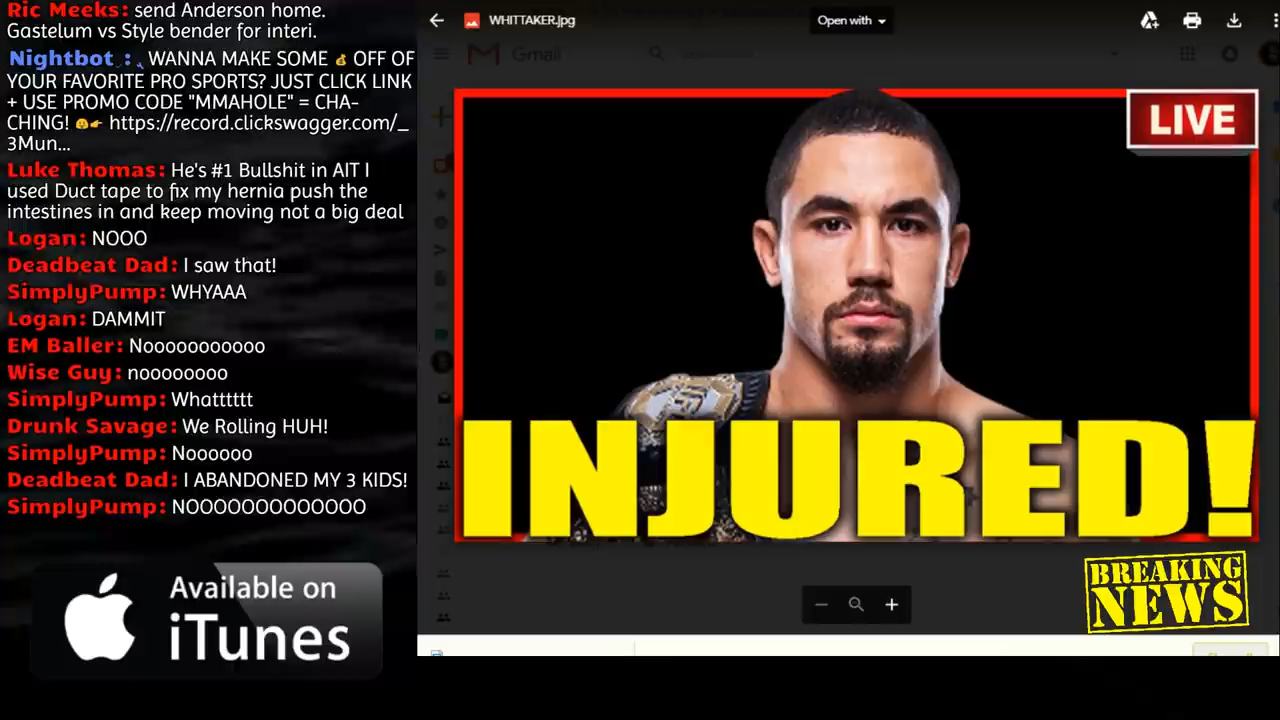 Ric Meeks: send Anderson home.
Gastelum vs Style bender for interi.
Nightbot : WANNA MAKE SOME 💰 OFF OF
YOUR FAVORITE PRO SPORTS? JUST CLICK LINK
+ USE PROMO CODE "MMAHOLE" = CHA-
CHING! https://record.clickswagger.com/_
3Mun...
Luke Thomas: He's #1 Bullshit in AIT I
used Duct tape to fix my hernia push the
intestines in and keep moving not a big deal
Logan: NOOO
Deadbeat Dad: I saw that!
SimplyPump: WHYAAA
Logan: DAMMIT
EM Baller: Nooooooooooo
Wise Guy: noooooooo
SimplyPump: Whattttt
Drunk Savage: We Rolling HUH!
SimplyPump: Noooooo
Deadbeat Dad: I ABANDONED MY 3 KIDS!
SimplyPump: NOOOOOOOOOOOOO
Available on
iTunes
WHITTAKER.jpg
Open with
Gmail
LIVE
INJURED!
BREAKING
NEWS